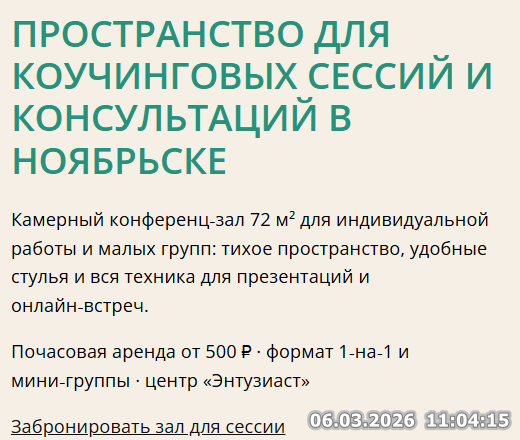 ПРОСТРАНСТВО ДЛЯ
КОУЧИНГОВЫХ СЕССИЙ И
КОНСУЛЬТАЦИЙ В
НОЯБРЬСКЕ
Камерный конференц-зал 72 м² для индивидуальной
работы и малых групп: тихое пространство, удобные
стулья и вся техника для презентаций и
онлайн-встреч.
Почасовая аренда от 500 ₽ · формат 1-на-1 и
мини-группы · центр «Энтузиаст»
Забронировать зал для сессии
06.03.2026 11:04:15